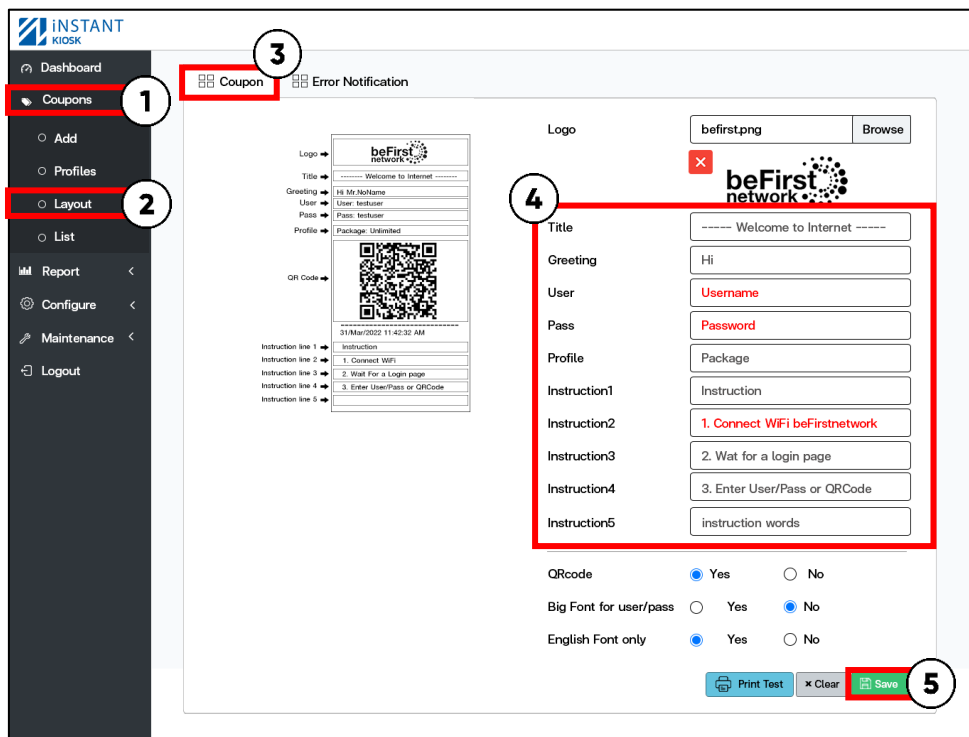 iNSTANT
KIOSK
3
Dashboard
Coupon
Error Notification
Coupons
1
Add
Profiles
Layout
2
List
Report
Configure
Maintenance
Logout
Logo
beFirst
network
Title
-------- Welcome to Internet --------
Greeting
Hi Mr.NoName
User
User: testuser
Pass
Pass: testuser
Profile
Package: Unlimited
QR Code
------------------------------
31/Mar/2022 11:42:32 AM
Instruction line 1
Instruction
Instruction line 2
1. Connect WiFi
Instruction line 3
2. Wait For a Login page
Instruction line 4
3. Enter User/Pass or QRCode
Instruction line 5
Logo
befirst.png
Browse
beFirst
network
4
Title
----- Welcome to Internet -----
Greeting
Hi
User
Username
Pass
Password
Profile
Package
Instruction1
Instruction
Instruction2
1. Connect WiFi beFirstnetwork
Instruction3
2. Wat for a login page
Instruction4
3. Enter User/Pass or QRCode
Instruction5
instruction words
QRcode
Yes
No
Big Font for user/pass
Yes
No
English Font only
Yes
No
Print Test
× Clear
Save
5